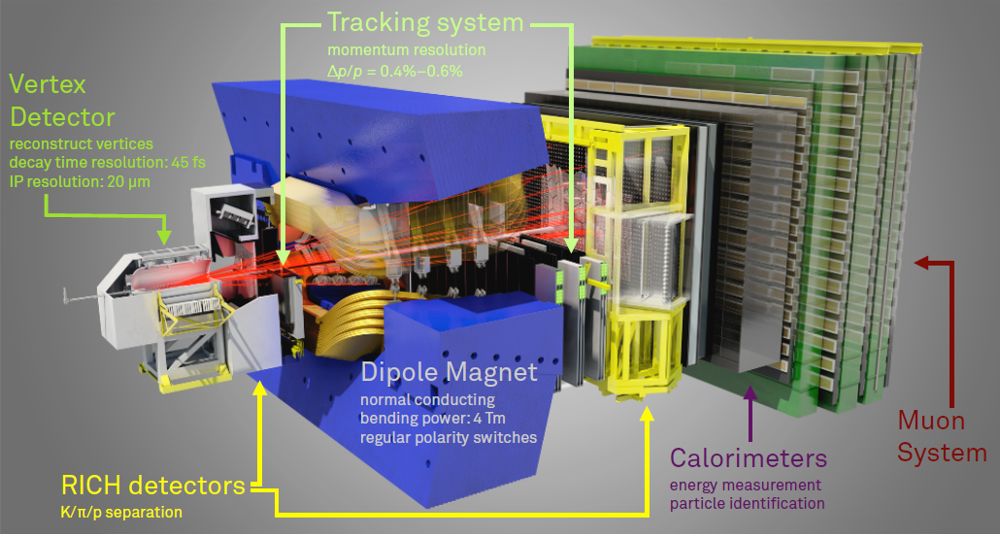 Tracking system
momentum resolution
Δp/p = 0.4%–0.6%
Vertex
Detector
reconstruct vertices
decay time resolution: 45 fs
IP resolution: 20 μm
Dipole Magnet
normal conducting
bending power: 4 Tm
regular polarity switches
RICH detectors
K/π/p separation
Calorimeters
energy measurement
particle identification
Muon
System